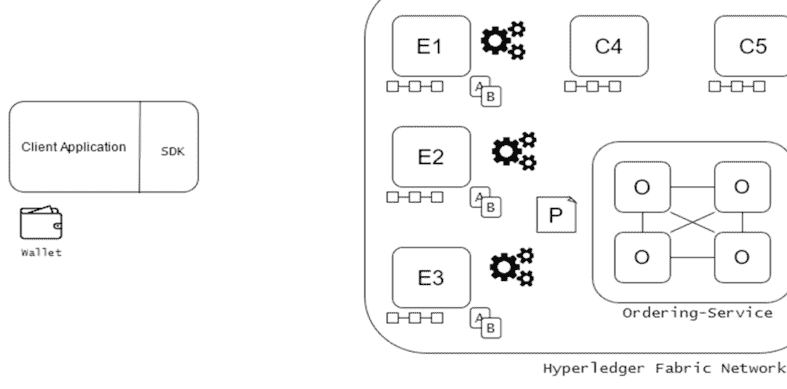 E1
C4
C5
A
B
E2
A
B
E3
A
B
Client Application
SDK
Wallet
P
O
O
O
O
Ordering-Service
Hyperledger Fabric Network